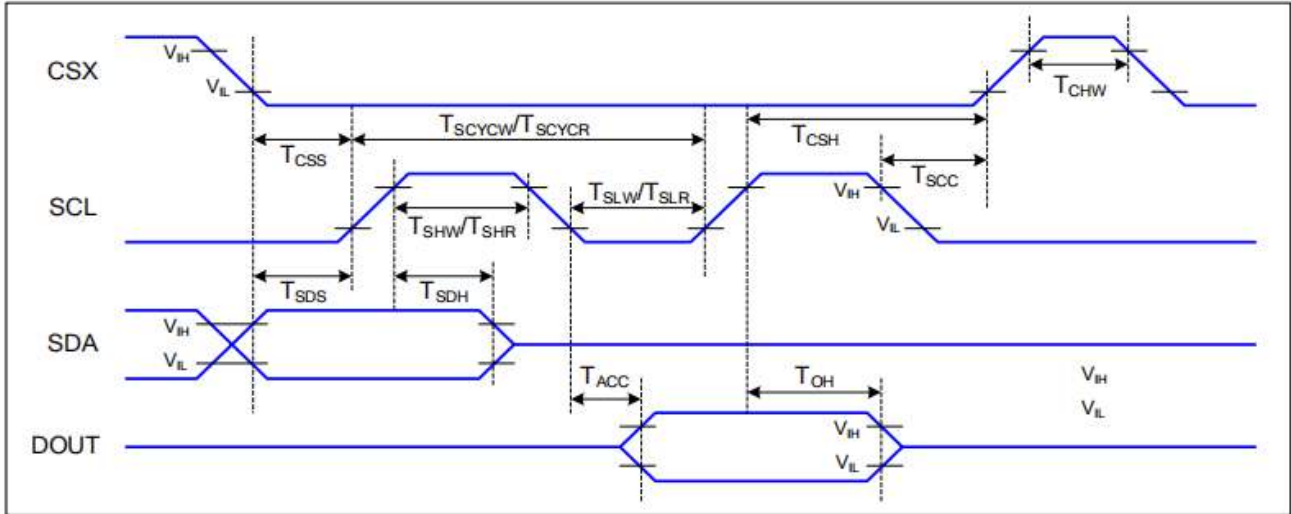 CSX
VIH
VIL
TCHW
TSCYCW/TSCYCR
TCSS
TCSH
TSCC
SCL
TSLW/TSLR
VIH
TSHW/TSHR
VIL
TSDS
TSDH
SDA
VIH
VIL
TACC
TOH
VIH
VIL
DOUT
VIH
VIL